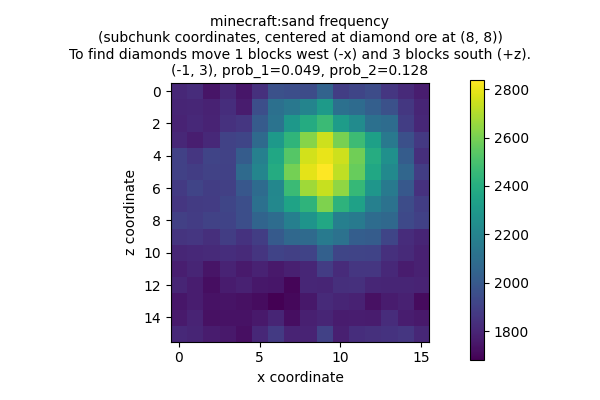 minecraft:sand frequency
(subchunk coordinates, centered at diamond ore at (8, 8))
To find diamonds move 1 blocks west (-x) and 3 blocks south (+z).
(-1, 3), prob_1=0.049, prob_2=0.128
0
2
4
6
8
10
12
14
z coordinate
0 5 10 15
x coordinate
2800
2600
2400
2200
2000
1800